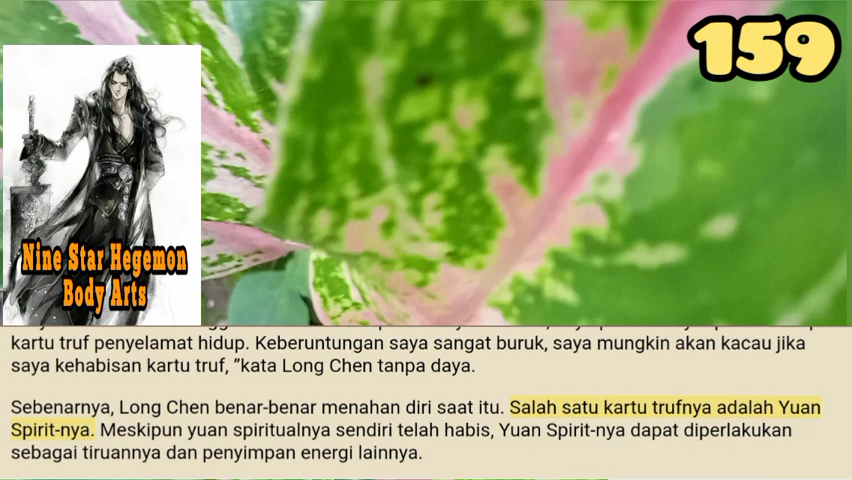 159
Nine Star Hegemon
Body Arts
kartu truf penyelamat hidup. Keberuntungan saya sangat buruk, saya mungkin akan kacau jika
saya kehabisan kartu truf, ”kata Long Chen tanpa daya.
Sebenarnya, Long Chen benar-benar menahan diri saat itu. Salah satu kartu trufnya adalah Yuan
Spirit-nya. Meskipun yuan spiritualnya sendiri telah habis, Yuan Spirit-nya dapat diperlakukan
sebagai tiruannya dan penyimpan energi lainnya.